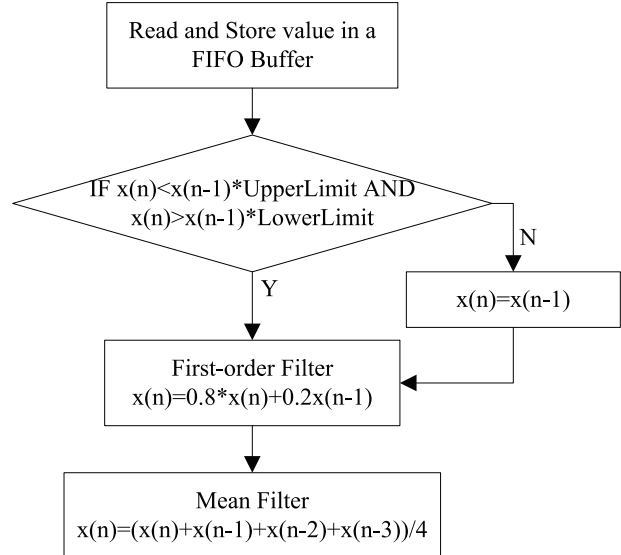 Read and Store value in a
FIFO Buffer
IF x(n)<x(n-1)*UpperLimit AND
x(n)>x(n-1)*LowerLimit
N
Y
x(n)=x(n-1)
First-order Filter
x(n)=0.8*x(n)+0.2x(n-1)
Mean Filter
x(n)=(x(n)+x(n-1)+x(n-2)+x(n-3))/4